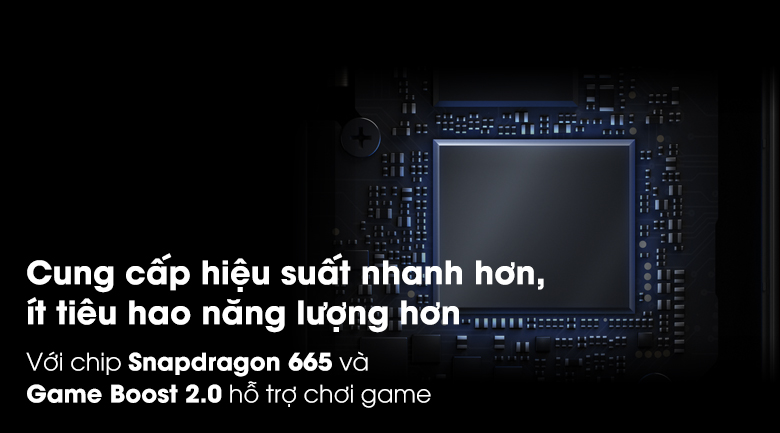 Cung cấp hiệu suất nhanh hơn,
ít tiêu hao năng lượng hơn
Với chip Snapdragon 665 và
Game Boost 2.0 hỗ trợ chơi game